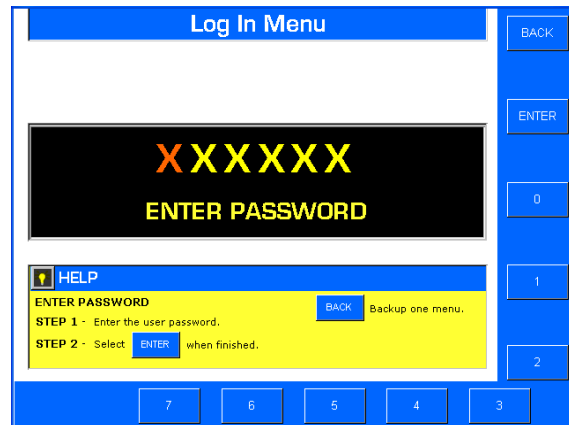 Log In Menu
BACK
ENTER
X X X X X X
ENTER PASSWORD
0
HELP
1
ENTER PASSWORD
BACK Backup one menu.
STEP 1 - Enter the user password.
STEP 2 - Select ENTER when finished.
2
7 6 5 4 3